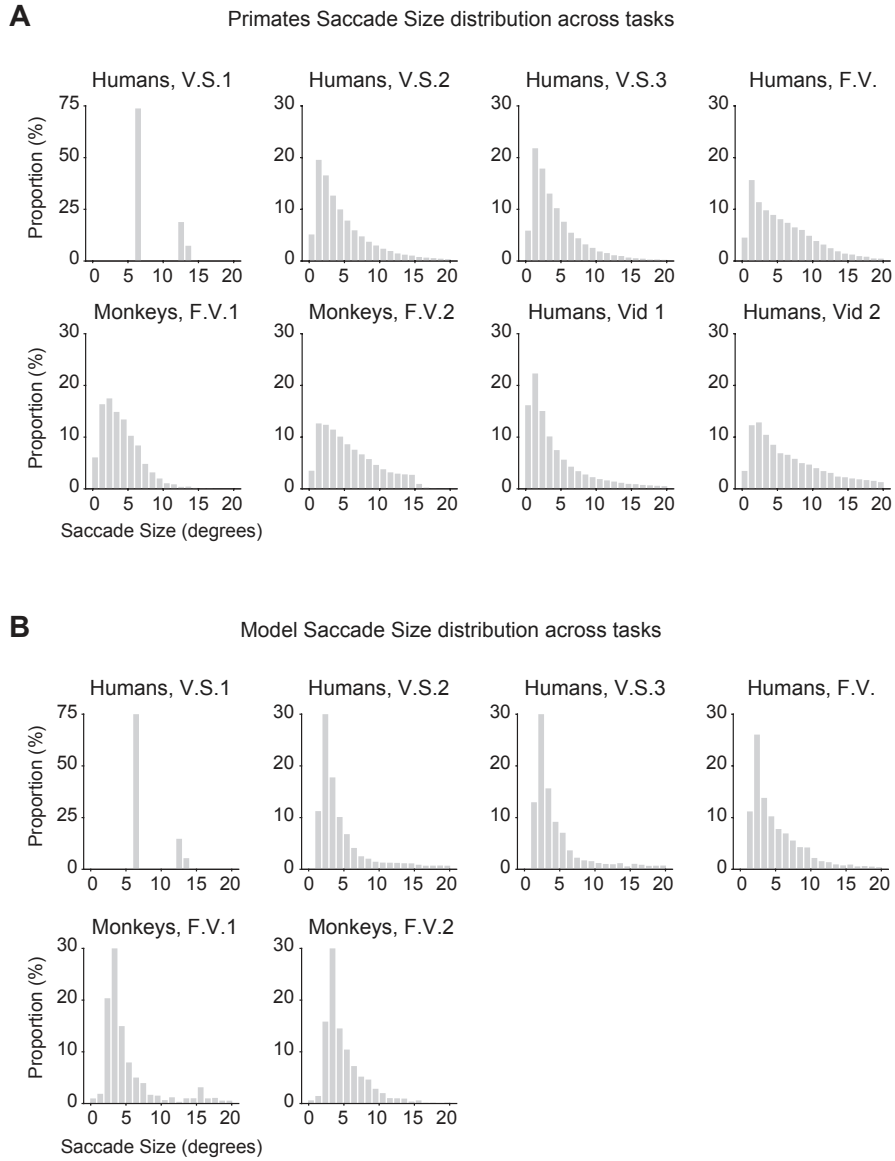 A
Primates Saccade Size distribution across tasks
Humans, V.S.1
Humans, V.S.2
Humans, V.S.3
Humans, F.V.
75
50
25
0
Proportion (%)
0 5 10 15 20
30
20
10
0
0 5 10 15 20
30
20
10
0
0 5 10 15 20
30
20
10
0
0 5 10 15 20
Monkeys, F.V.1
Monkeys, F.V.2
Humans, Vid 1
Humans, Vid 2
30
20
10
0
Proportion (%)
0 5 10 15 20
Saccade Size (degrees)
30
20
10
0
0 5 10 15 20
30
20
10
0
0 5 10 15 20
30
20
10
0
0 5 10 15 20
B
Model Saccade Size distribution across tasks
Humans, V.S.1
Humans, V.S.2
Humans, V.S.3
Humans, F.V.
75
50
25
0
Proportion (%)
0 5 10 15 20
30
20
10
0
0 5 10 15 20
30
20
10
0
0 5 10 15 20
30
20
10
0
0 5 10 15 20
Monkeys, F.V.1
Monkeys, F.V.2
30
20
10
0
Proportion (%)
0 5 10 15 20
Saccade Size (degrees)
30
20
10
0
0 5 10 15 20